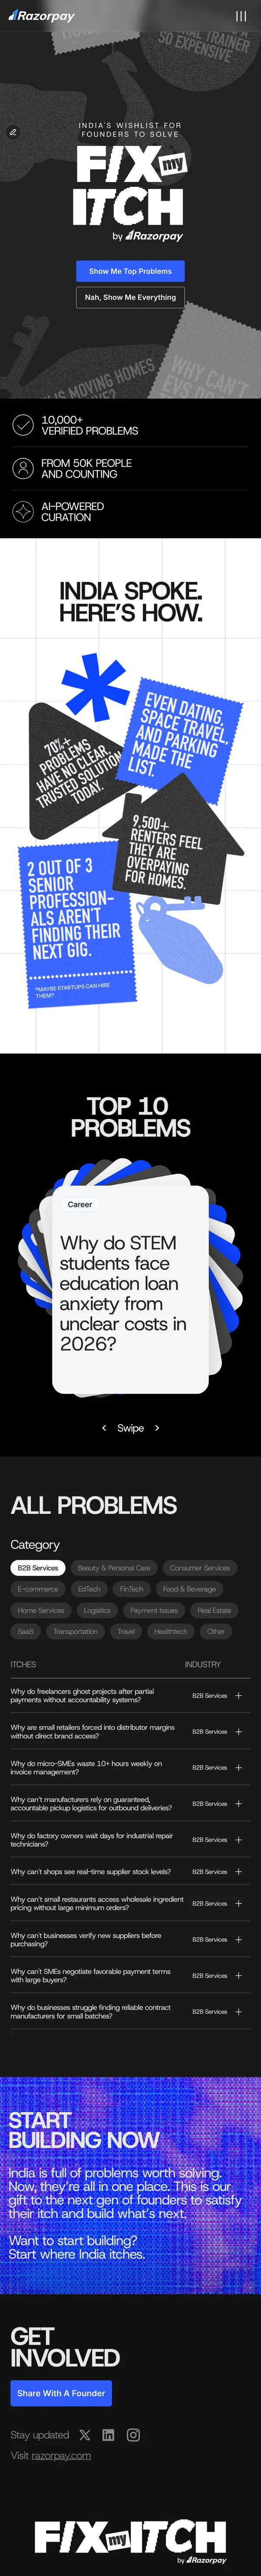 Razorpay
TRAINER
SO EXPENSIVE
INDIA'S WISHLIST FOR
FOUNDERS TO SOLVE
FIX my
ITCH
by Razorpay
Show Me Top Problems
Nah, Show Me Everything
IS MOVING HOMES
WHY CAN'T
10,000+
VERIFIED PROBLEMS
FROM 50K PEOPLE
AND COUNTING
AI-POWERED
CURATION
INDIA SPOKE.
HERE'S HOW.
EVEN DATING,
SPACE TRAVEL,
AND PARKING
MADE THE
LIST.
70%
PROBLEMS
HAVE NO CLEAR,
TRUSTED SOLUTION
TODAY.
9,500+
RENTERS FEEL
THEY ARE
OVERPAYING
FOR HOMES.
2 OUT OF 3
SENIOR
PROFESSION-
ALS AREN'T
FINDING THEIR
NEXT GIG.
*MAYBE STARTUPS CAN HIRE
THEM?
TOP 10
PROBLEMS
Career
Why do STEM
students face
education loan
anxiety from
unclear costs in
2026?
Swipe
ALL PROBLEMS
Category
B2B Services Beauty & Personal Care Consumer Services
E-commerce EdTech FinTech Food & Beverage
Home Services Logistics Payment Issues Real Estate
SaaS Transportation Travel Healthtech Other
ITCHES INDUSTRY
Why do freelancers ghost projects after partial
payments without accountability systems?
B2B Services
Why are small retailers forced into distributor margins
without direct brand access?
B2B Services
Why do micro-SMEs waste 10+ hours weekly on
invoice management?
B2B Services
Why can't manufacturers rely on guaranteed,
accountable pickup logistics for outbound deliveries?
B2B Services
Why do factory owners wait days for industrial repair
technicians?
B2B Services
Why can't shops see real-time supplier stock levels?
B2B Services
Why can't small restaurants access wholesale ingredient
pricing without large minimum orders?
B2B Services
Why can't businesses verify new suppliers before
purchasing?
B2B Services
Why can't SMEs negotiate favorable payment terms
with large buyers?
B2B Services
Why do businesses struggle finding reliable contract
manufacturers for small batches?
B2B Services
START
BUILDING NOW
India is full of problems worth solving.
Now, they're all in one place. This is our
gift to the next gen of founders to satisfy
their itch and build what's next.
Want to start building?
Start where India itches.
GET
INVOLVED
Share With A Founder
Stay updated
Visit razorpay.com
FIX my ITCH
by Razorpay